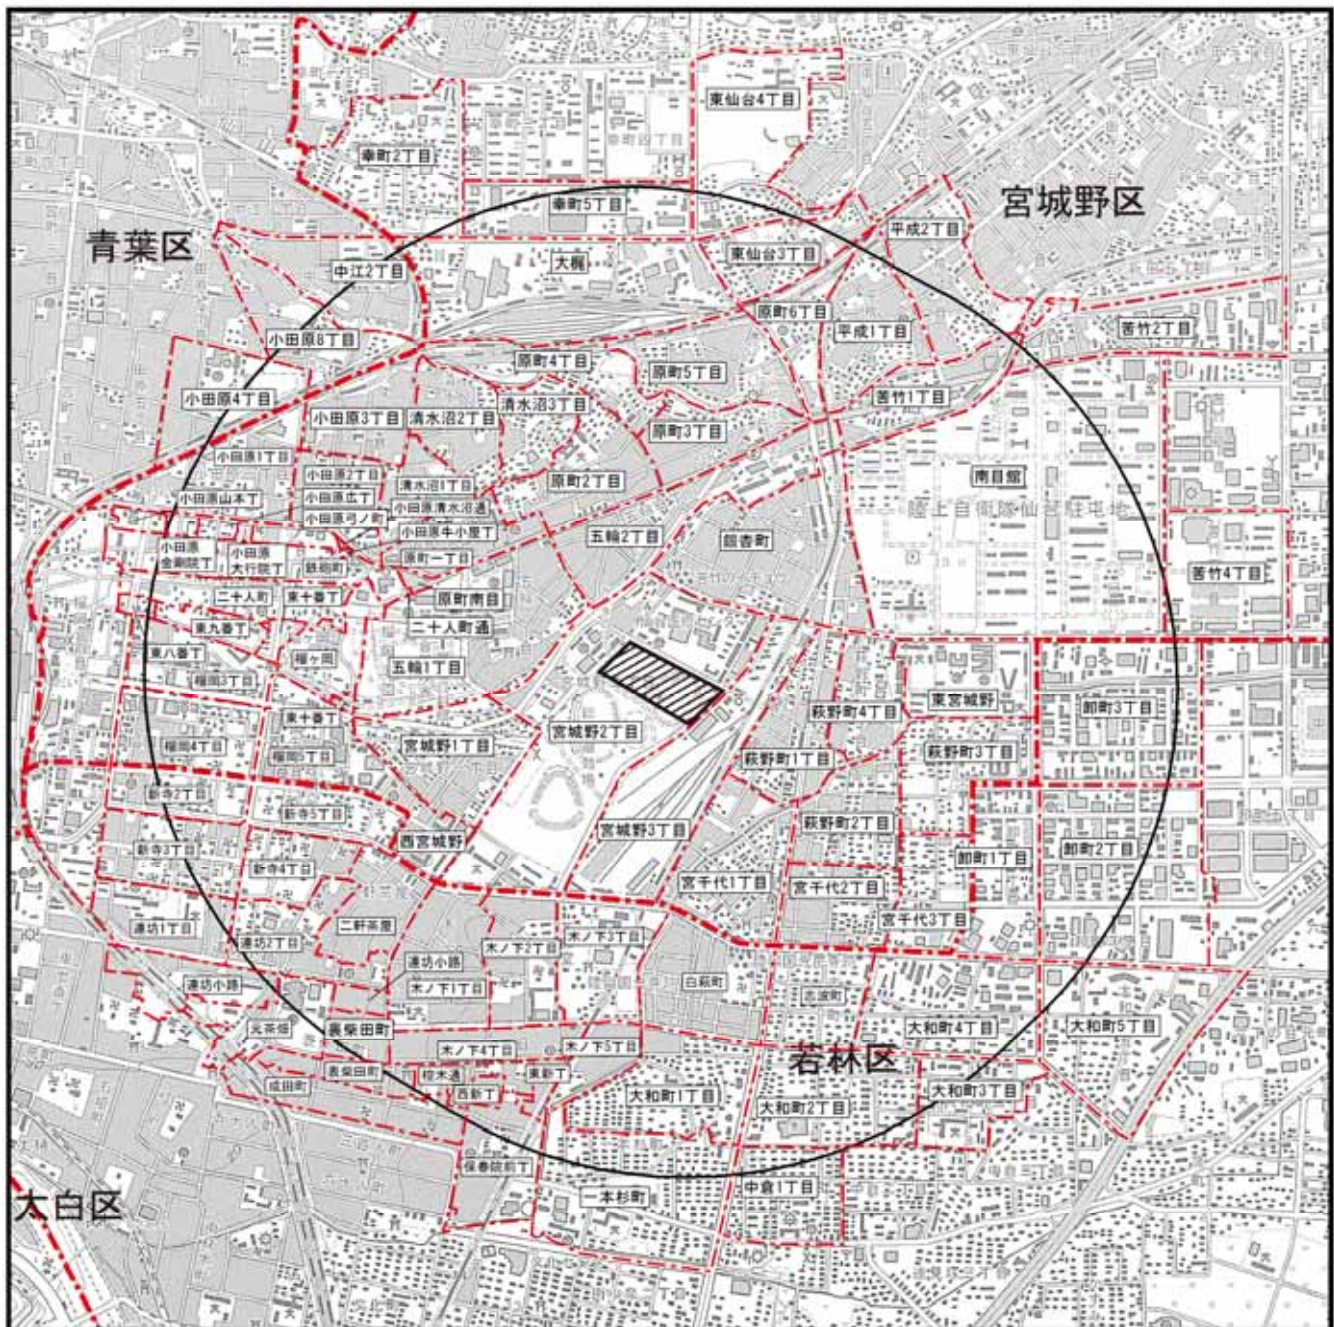 東仙台4丁目
幸町2丁目
宮城野区
幸町5丁目
青葉区
平成2丁目
東仙台3丁目
大梶
中江2丁目
原町6丁目
平成1丁目
苦竹2丁目
小田原8丁目
原町4丁目
原町5丁目
小田原4丁目
苦竹1丁目
清水沼3丁目
小田原3丁目
清水沼2丁目
原町3丁目
小田原1丁目
小田原2丁目
清水沼1丁目
原町2丁目
南目館
小田原山本丁
小田原広丁
小田原清水沼通
陸上自衛隊仙台駐屯地
小田原弓ノ町
小田原牛小屋丁
五輪2丁目
銀杏町
小田原
金剛院丁
小田原
大行院丁
鉄砲町
原町一丁目
苦竹のイチョウ
苦竹4丁目
二十人町
東十番丁
原町南目
東九番丁
二十人町通
東八番丁
榴ヶ岡
五輪1丁目
榴岡3丁目
東宮城野
卸町3丁目
萩野町4丁目
東十番丁
宮城野2丁目
榴岡4丁目
宮城野1丁目
榴岡5丁目
萩野町3丁目
萩野町1丁目
新寺2丁目
新寺5丁目
萩野町2丁目
宮城野3丁目
西宮城野
新寺3丁目
卸町2丁目
卸町1丁目
新寺4丁目
宮千代1丁目
宮千代2丁目
宮千代3丁目
連坊1丁目
二軒茶屋
連坊2丁目
木ノ下3丁目
木ノ下2丁目
連坊小路
連坊小路
白萩町
木ノ下1丁目
志波町
元茶畑
表柴田町
大和町4丁目
大和町5丁目
木ノ下4丁目
木ノ下5丁目
若林区
表柴田町
椌木通
東新丁
成田町
西新丁
大和町1丁目
大和町2丁目
大和町3丁目
保春院前丁
中倉1丁目
一本杉町
太白区